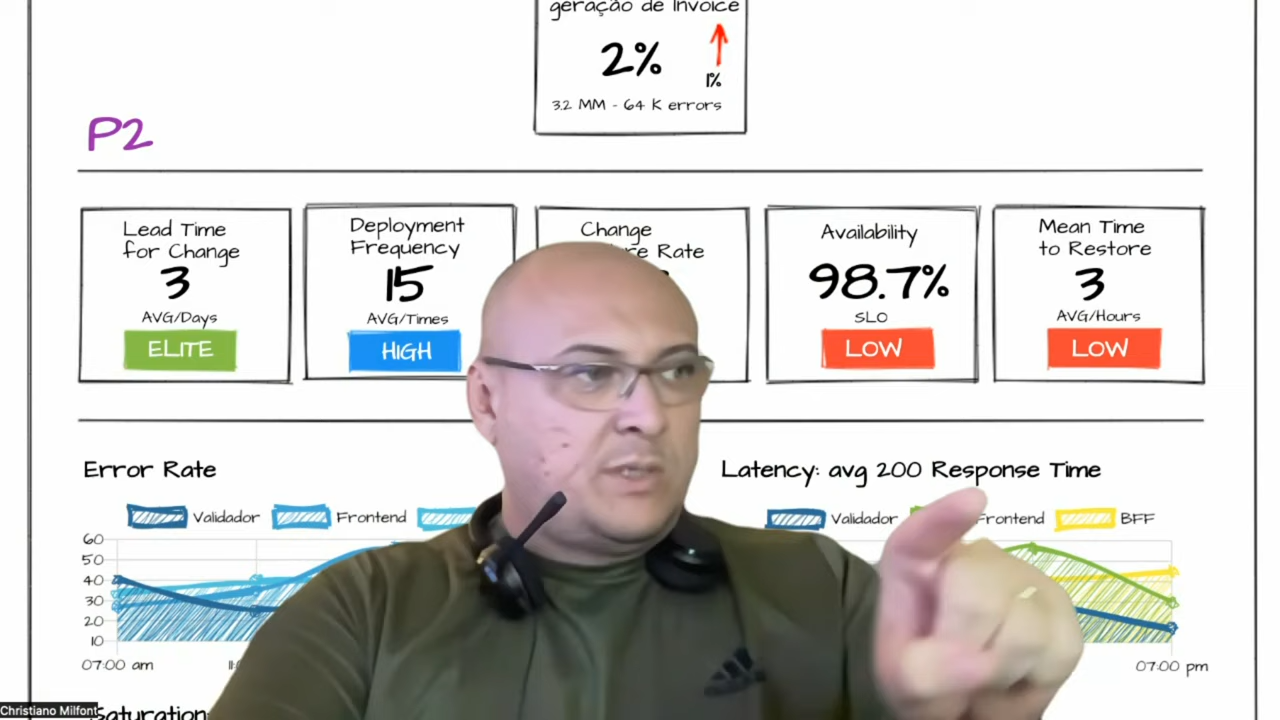 geração de Invoice
2%
1%
3.2 MM - 64 K errors
P2
Lead Time
for Change
3
AVG/Days
ELITE
Deployment
Frequency
15
AVG/Times
HIGH
Change
Rate
Availability
98.7%
SLO
LOW
Mean Time
to Restore
3
AVG/Hours
LOW
Error Rate
Validador Frontend
60
50
40
30
20
10
07:00 am
Latency: avg 200 Response Time
Validador Frontend BFF
07:00 pm
Saturation
Christiano Milfont